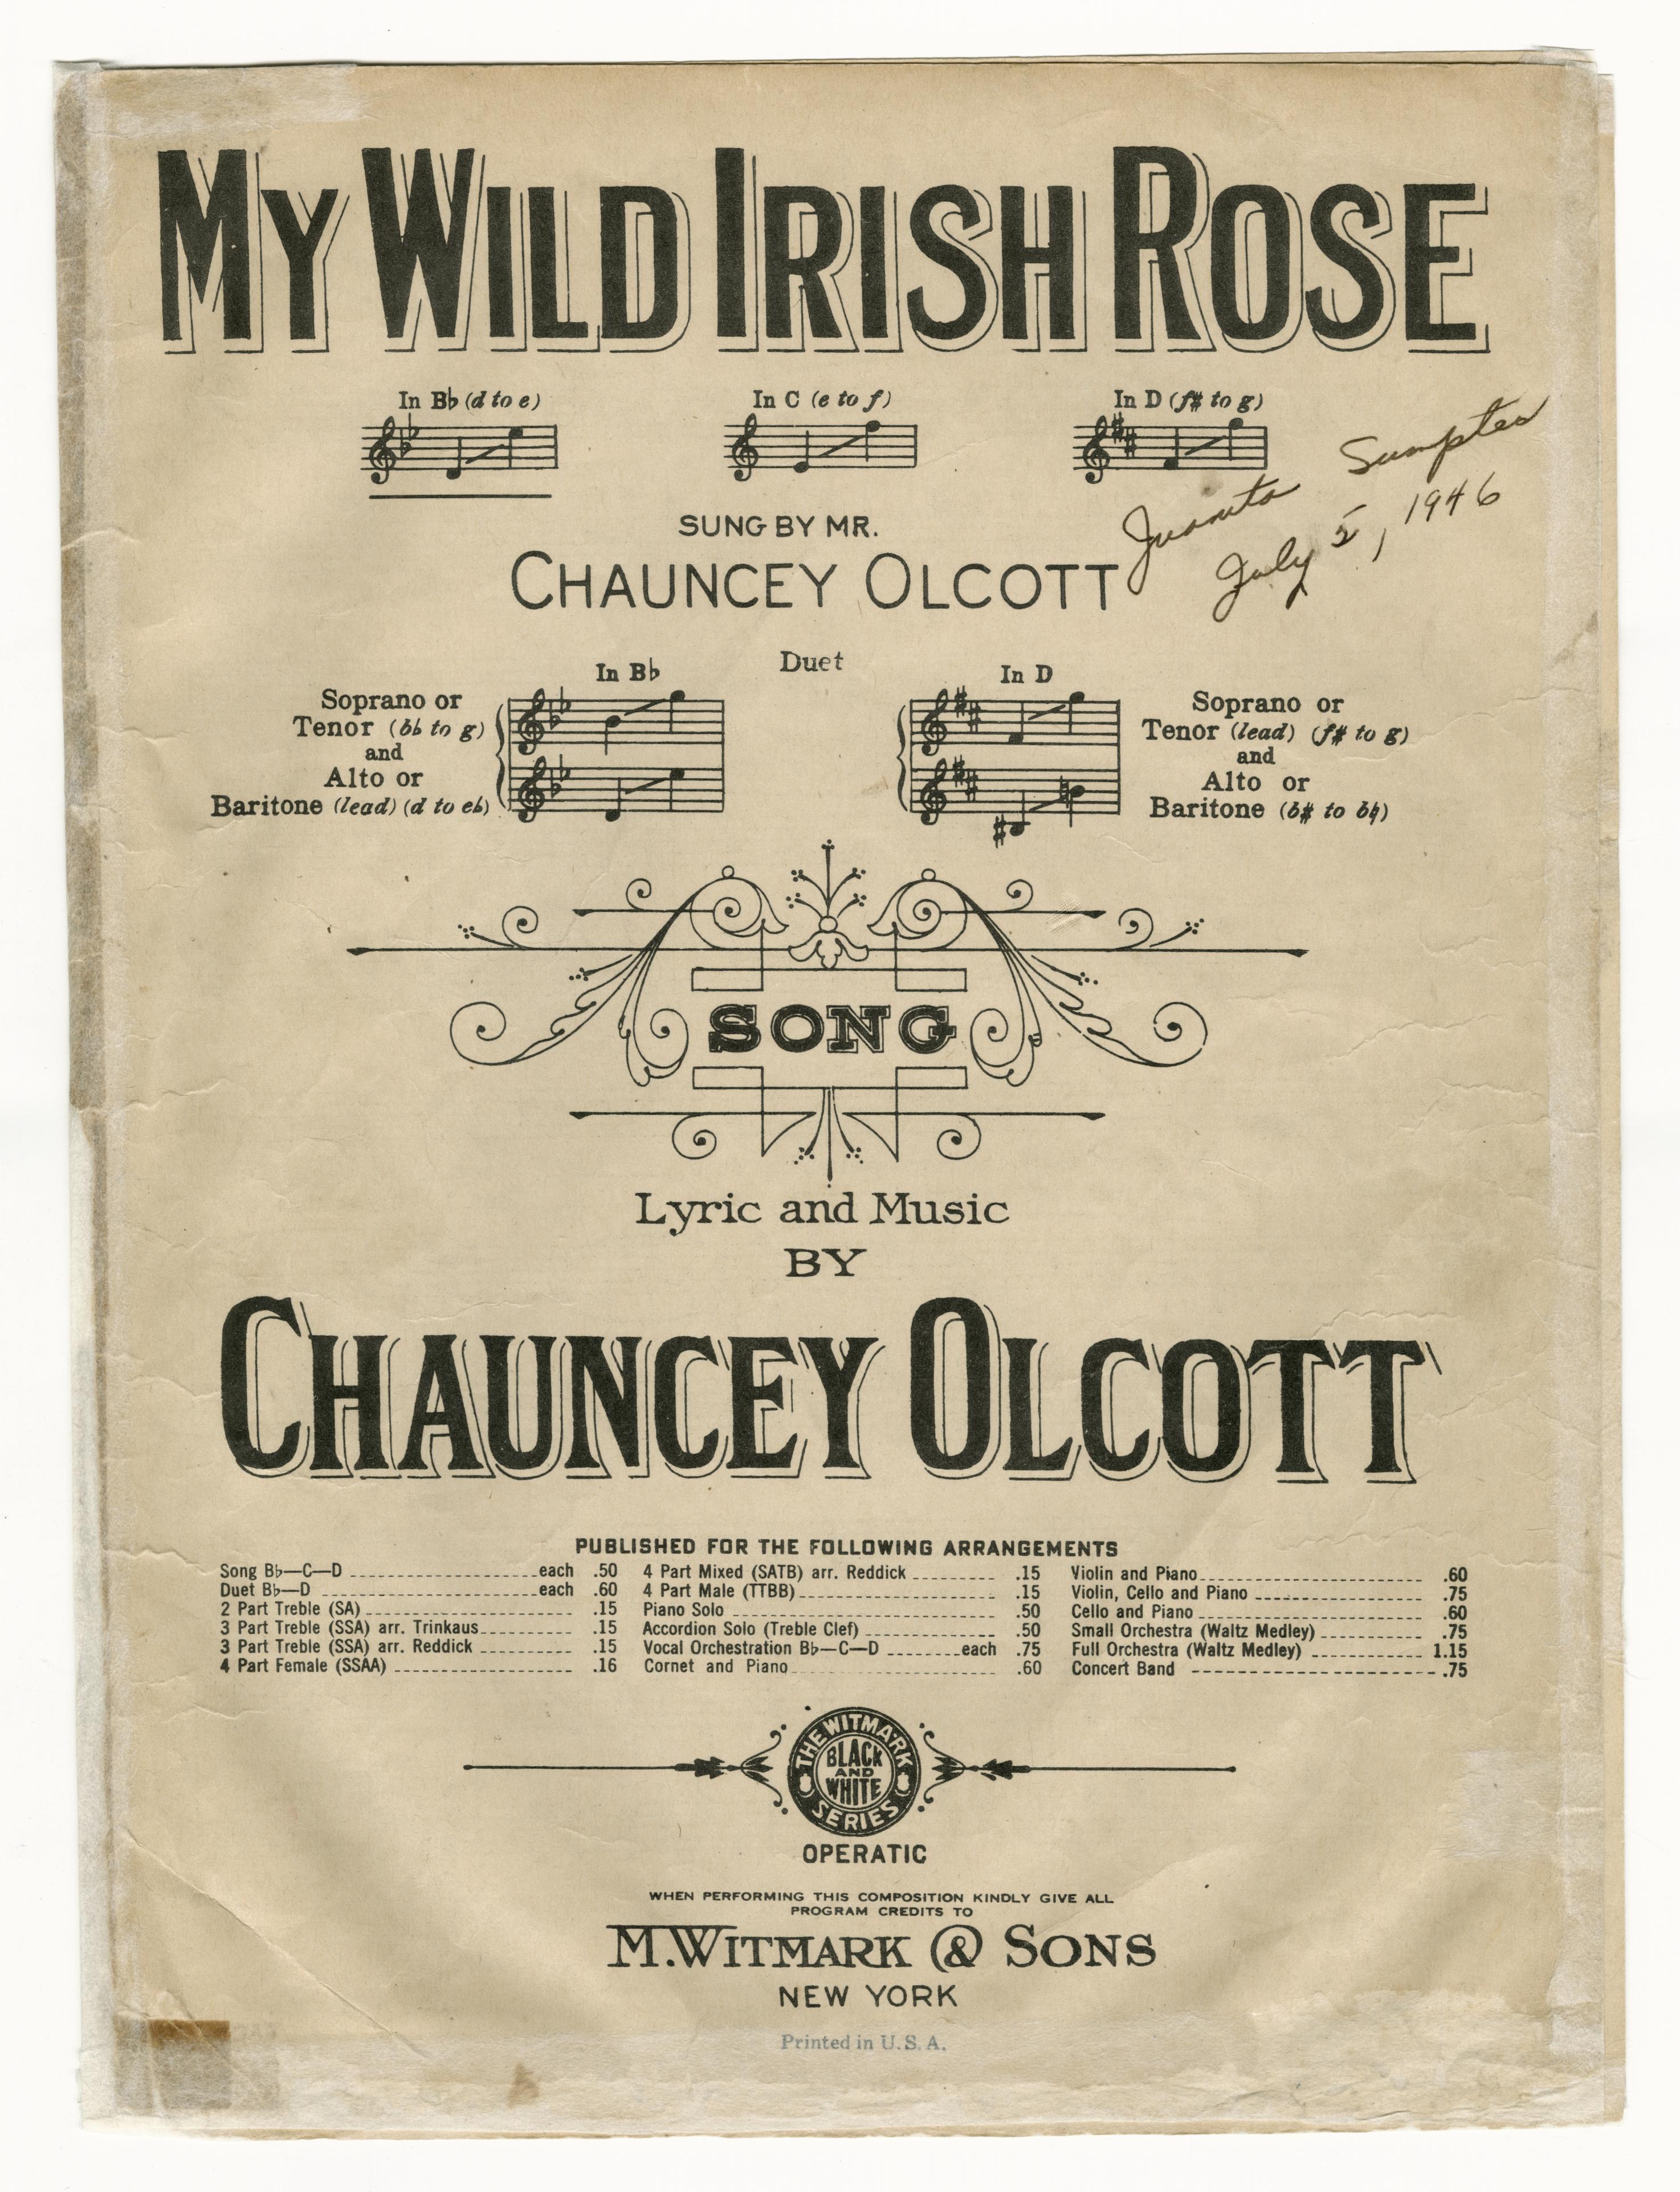 MY WILD IRISH ROSE
In B♭ (d to e) In C (e to f) In D (f# to g)
Juanita Sumpter
July 5, 1946
SUNG BY MR.
CHAUNCEY OLCOTT
Duet
In B♭ In D
Soprano or
Tenor (b♭ to g)
and
Alto or
Baritone (lead) (d to e♭)
Soprano or
Tenor (lead) (f# to g)
and
Alto or
Baritone (b# to b♮)
SONG
Lyric and Music
BY
CHAUNCEY OLCOTT
PUBLISHED FOR THE FOLLOWING ARRANGEMENTS
Song B♭—C—D each .50
Duet B♭—D each .60
2 Part Treble (SA) .15
3 Part Treble (SSA) arr. Trinkaus .15
3 Part Treble (SSA) arr. Reddick .15
4 Part Female (SSAA) .16
4 Part Mixed (SATB) arr. Reddick .15
4 Part Male (TTBB) .15
Piano Solo .50
Accordion Solo (Treble Clef) .50
Vocal Orchestration B♭—C—D each .75
Cornet and Piano .60
Violin and Piano .60
Violin, Cello and Piano .75
Cello and Piano .60
Small Orchestra (Waltz Medley) .75
Full Orchestra (Waltz Medley) 1.15
Concert Band .75
THE WITMARK
BLACK
AND
WHITE
SERIES
OPERATIC
WHEN PERFORMING THIS COMPOSITION KINDLY GIVE ALL
PROGRAM CREDITS TO
M. WITMARK & SONS
NEW YORK
Printed in U. S. A.